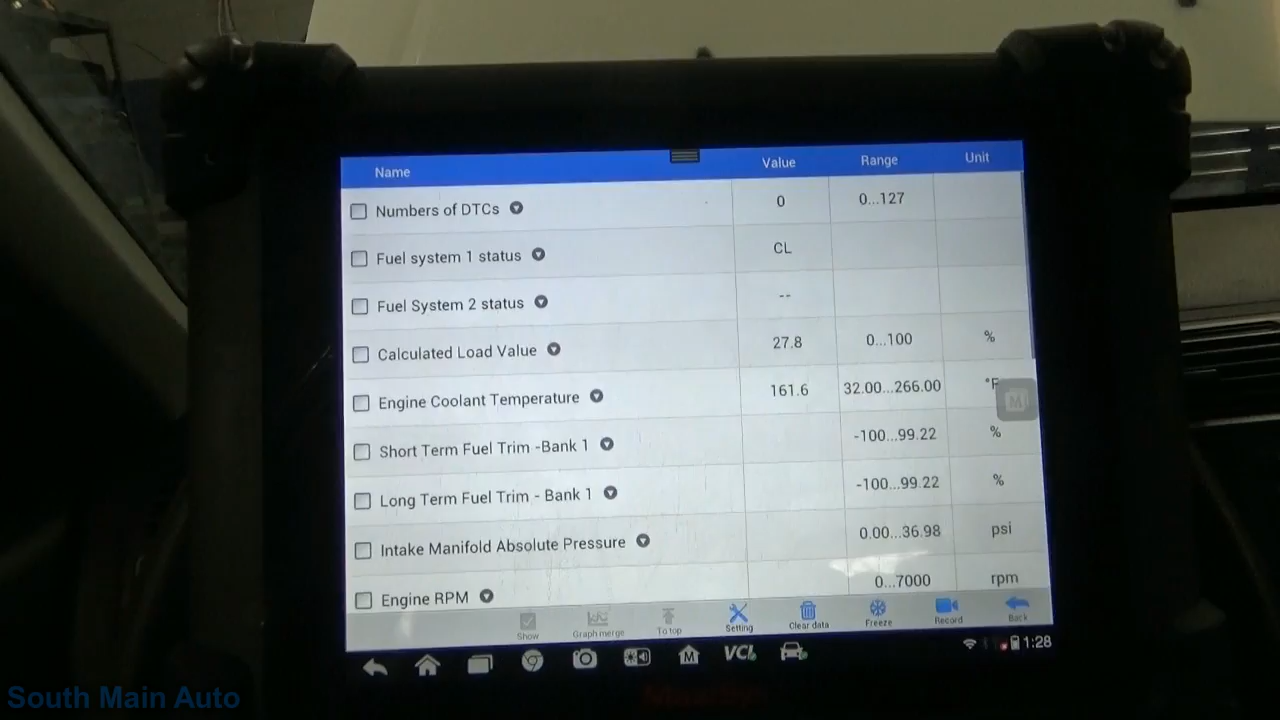 Name Value Range Unit
Numbers of DTCs 0 0...127
Fuel system 1 status CL
Fuel System 2 status --
Calculated Load Value 27.8 0...100 %
Engine Coolant Temperature 161.6 32.00...266.00 °F
M
Short Term Fuel Trim -Bank 1 -100...99.22 %
Long Term Fuel Trim - Bank 1 -100...99.22 %
Intake Manifold Absolute Pressure 0.00...36.98 psi
Engine RPM 0...7000 rpm
Show Graph merge To top Setting Clear data Freeze Record Back
M VCI 1:28
South Main Auto